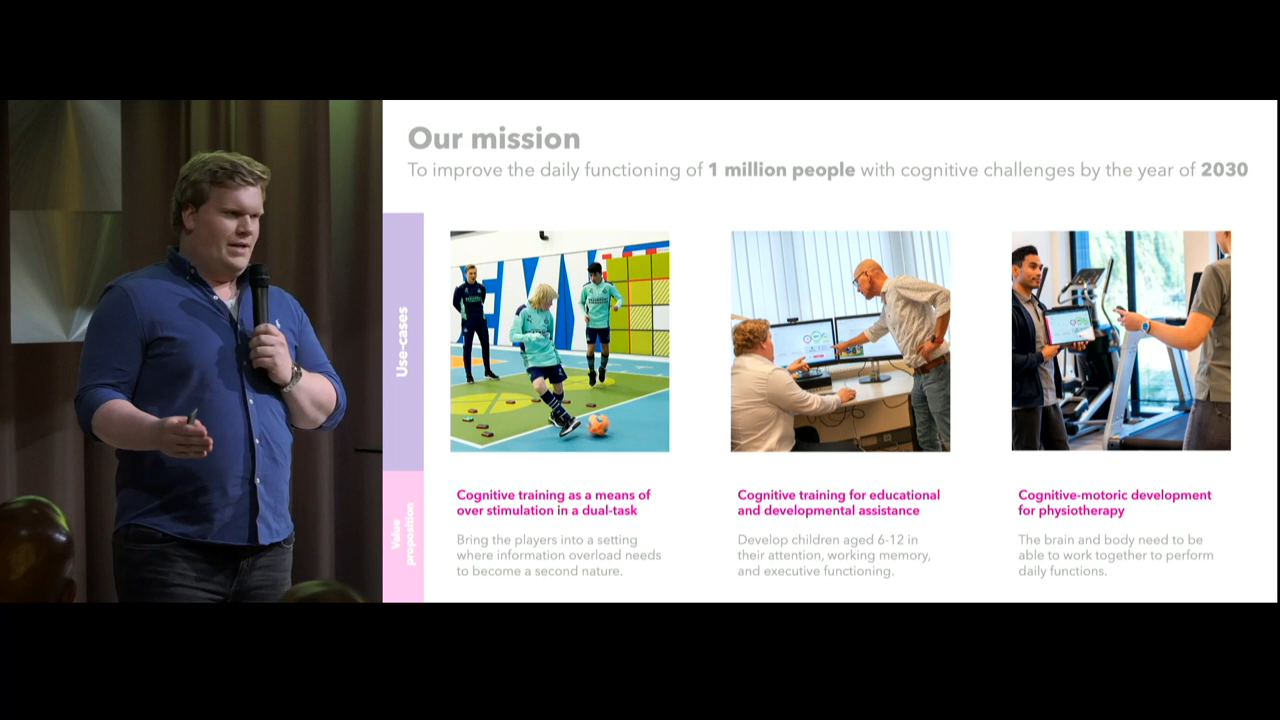 Our mission
To improve the daily functioning of 1 million people with cognitive challenges by the year of 2030
Use-cases
Value
proposition
Cognitive training as a means of
over stimulation in a dual-task
Bring the players into a setting
where information overload needs
to become a second nature.
Cognitive training for educational
and developmental assistance
Develop children aged 6-12 in
their attention, working memory,
and executive functioning.
Cognitive-motoric development
for physiotherapy
The brain and body need to be
able to work together to perform
daily functions.